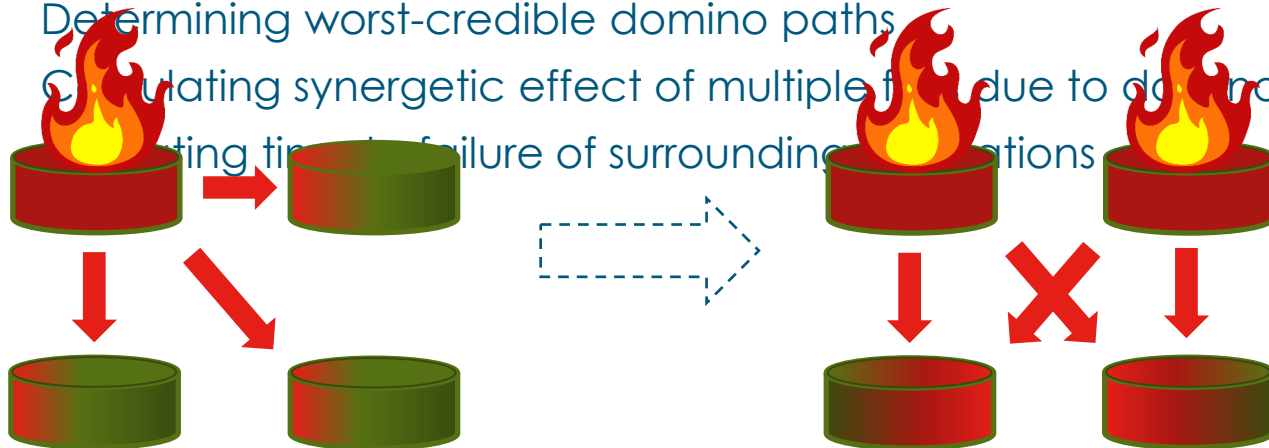 Determining worst-credible domino paths
synergetic effect of multiple due to
failure of surrounding